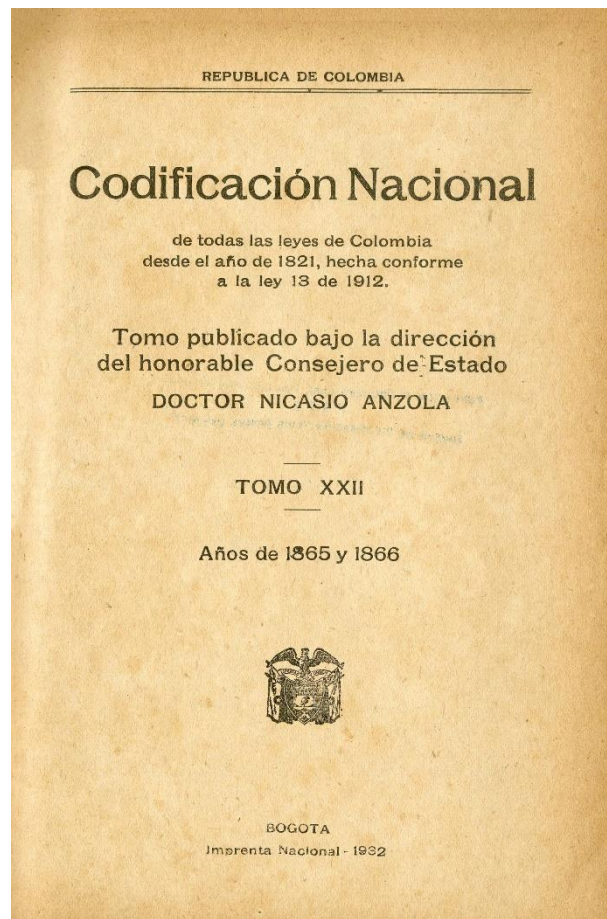 REPUBLICA DE COLOMBIA
Codificación Nacional
de todas las leyes de Colombia
desde el año de 1821, hecha conforme
a la ley 13 de 1912.
Tomo publicado bajo la dirección
del honorable Consejero de Estado
DOCTOR NICASIO ANZOLA
TOMO XXII
Años de 1865 y 1866
BOGOTA
Imprenta Nacional - 1932